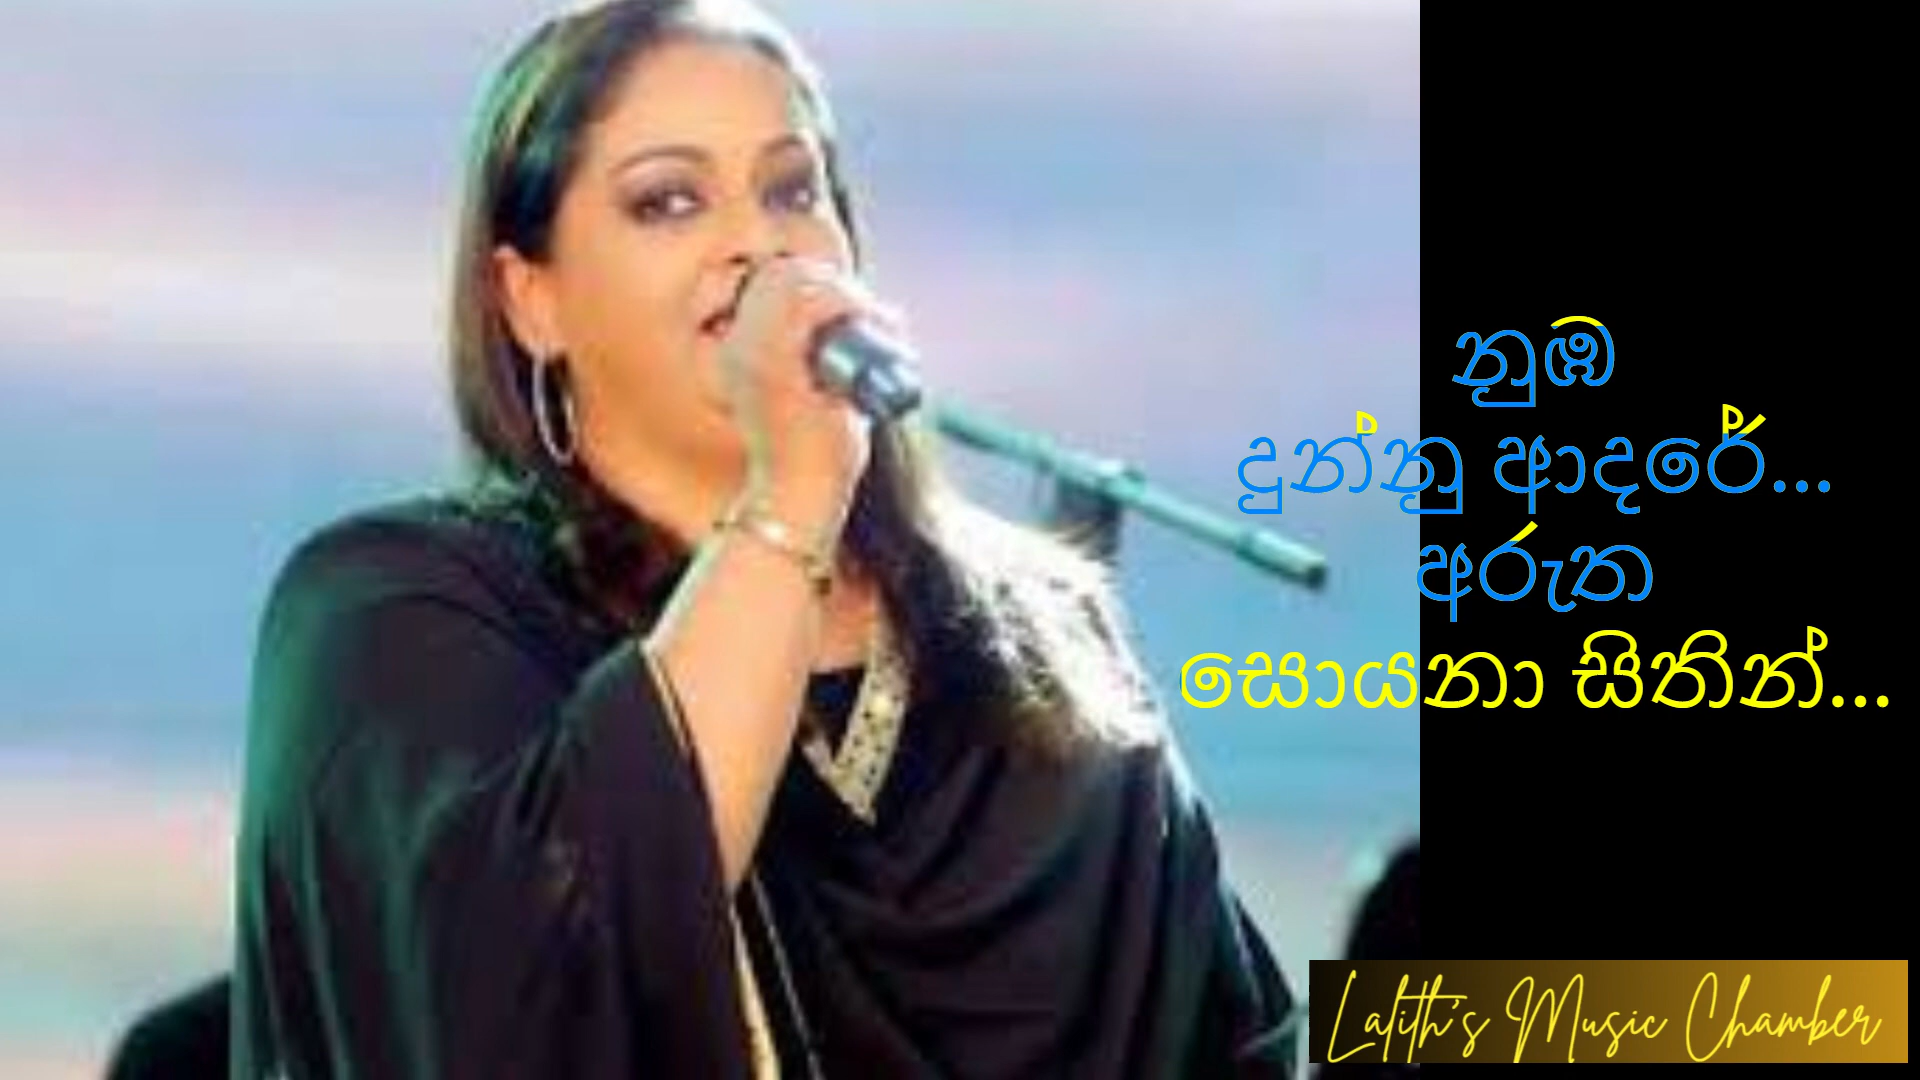 නුඹ
දුන්නු ආදරේ...
අරුත
සොයනා සිතින්...
Lalith's Music Chamber